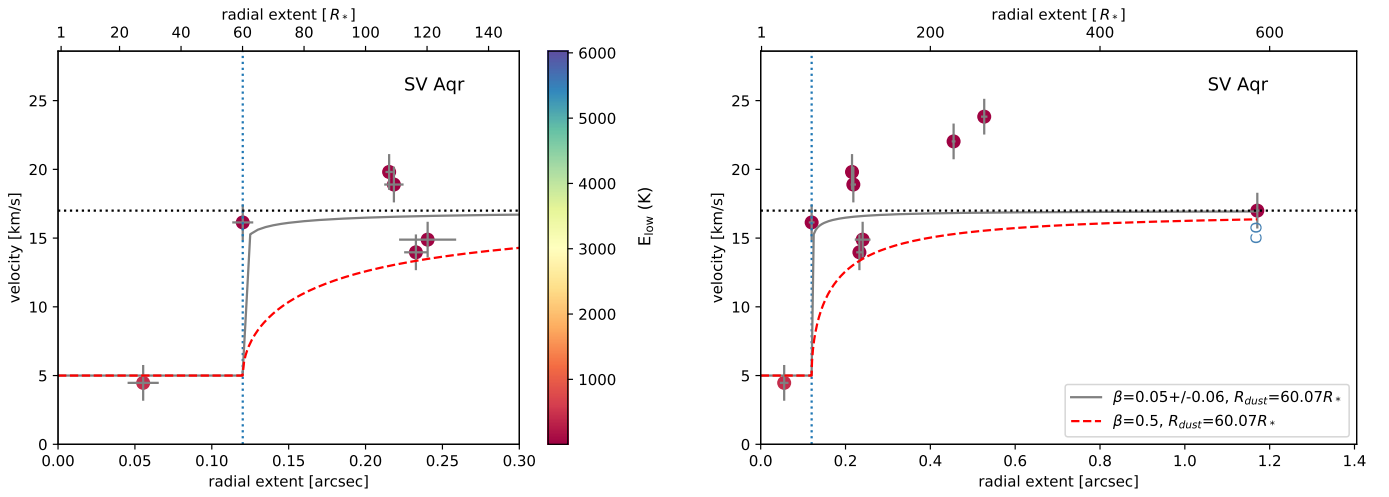 radial extent [R*]
1 20 40 60 80 100 120 140
SV Aqr
velocity [km/s]
0 5 10 15 20 25
0.00 0.05 0.10 0.15 0.20 0.25 0.30
radial extent [arcsec]
6000
5000
4000
3000
2000
1000
Elow (K)
radial extent [R*]
1 200 400 600
SV Aqr
velocity [km/s]
0 5 10 15 20 25
CO
β=0.05+/-0.06, Rdust=60.07R*
β=0.5, Rdust=60.07R*
0.0 0.2 0.4 0.6 0.8 1.0 1.2 1.4
radial extent [arcsec]